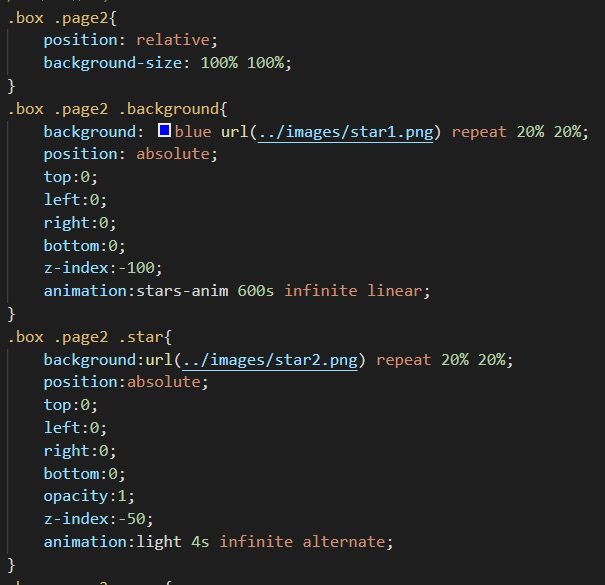 .box .page2{
position: relative;
background-size: 100% 100%;
}
.box .page2 .background{
background: blue url(../images/star1.png) repeat 20% 20%;
position: absolute;
top:0;
left:0;
right:0;
bottom:0;
z-index:-100;
animation:stars-anim 600s infinite linear;
}
.box .page2 .star{
background:url(../images/star2.png) repeat 20% 20%;
position:absolute;
top:0;
left:0;
right:0;
bottom:0;
opacity:1;
z-index:-50;
animation:light 4s infinite alternate;
}